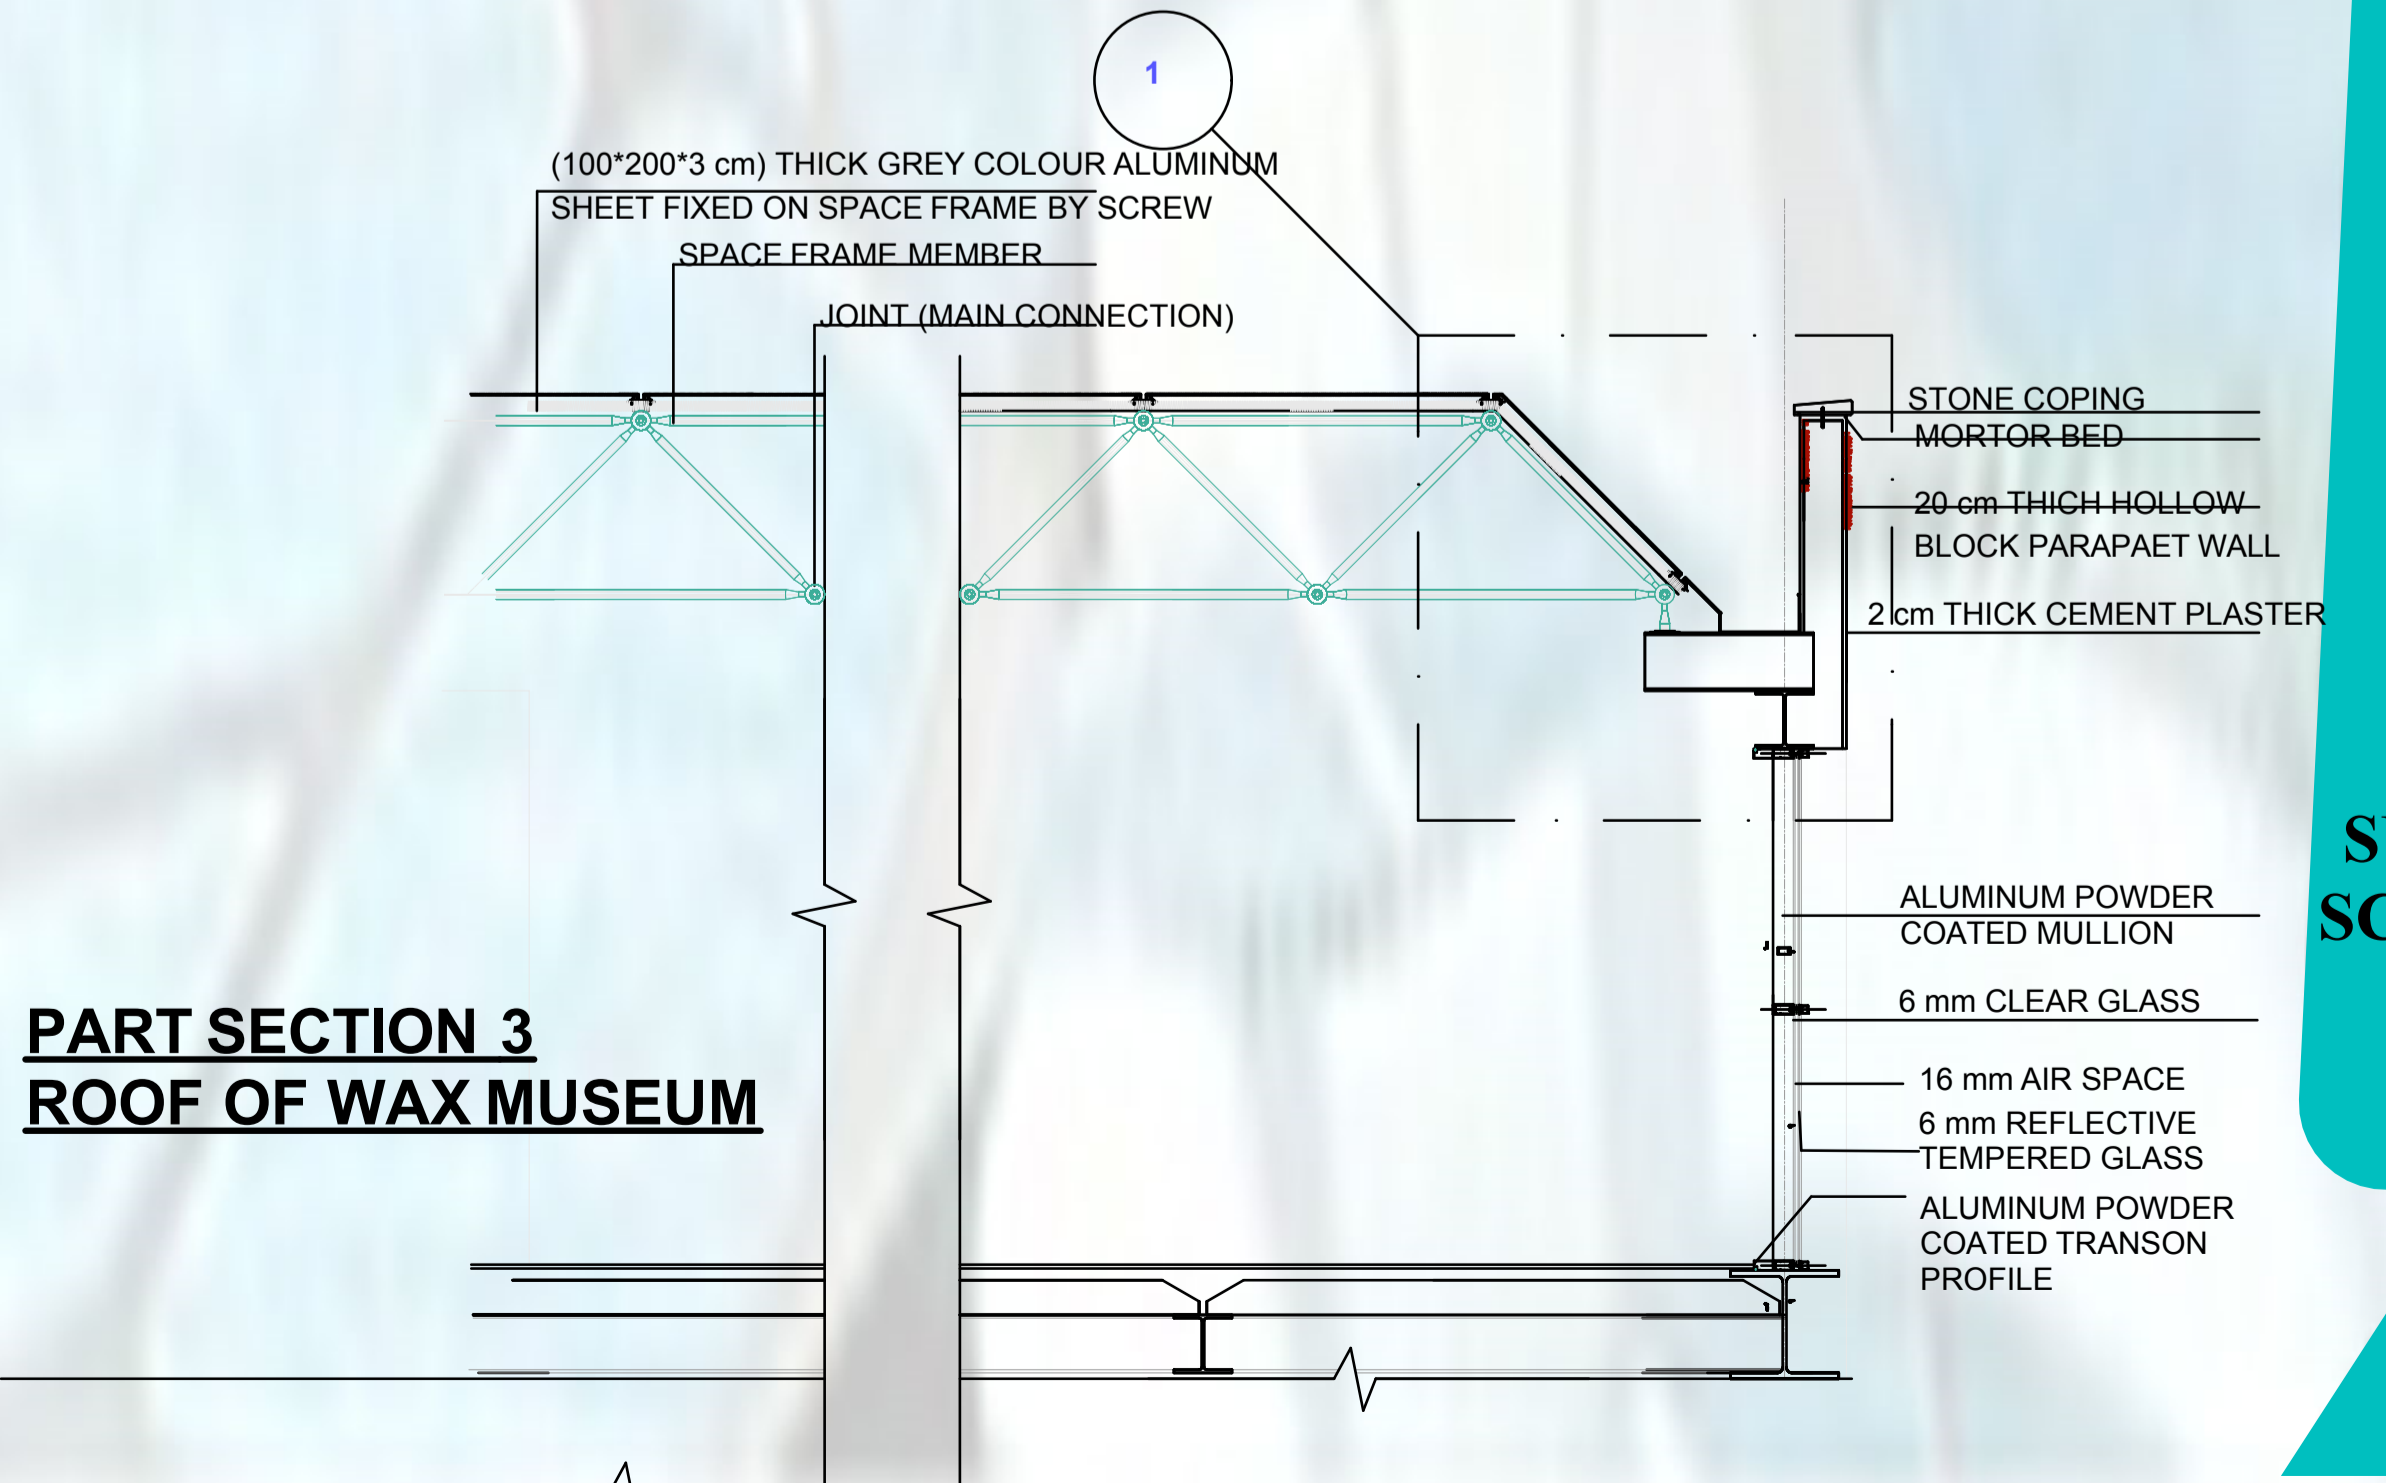 1
(100*200*3 cm) THICK GREY COLOUR ALUMINUM
SHEET FIXED ON SPACE FRAME BY SCREW
SPACE FRAME MEMBER
JOINT (MAIN CONNECTION)
STONE COPING
MORTOR BED
20 cm THICH HOLLOW
BLOCK PARAPAET WALL
2 cm THICK CEMENT PLASTER
ALUMINUM POWDER
COATED MULLION
6 mm CLEAR GLASS
16 mm AIR SPACE
6 mm REFLECTIVE
TEMPERED GLASS
ALUMINUM POWDER
COATED TRANSON
PROFILE
PART SECTION 3
ROOF OF WAX MUSEUM